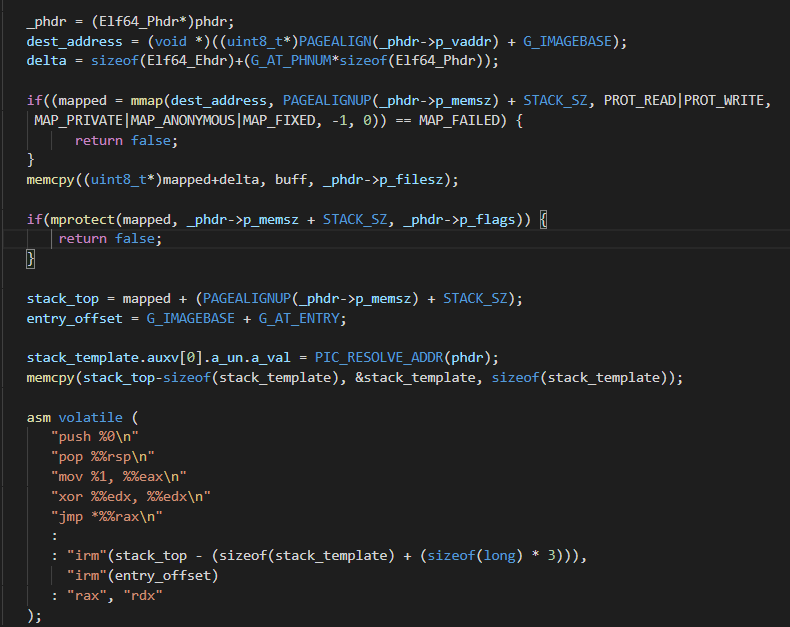 _phdr = (Elf64_Phdr*)phdr;
dest_address = (void *)((uint8_t*)PAGEALIGN(_phdr->p_vaddr) + G_IMAGEBASE);
delta = sizeof(Elf64_Ehdr)+(G_AT_PHNUM*sizeof(Elf64_Phdr));
if((mapped = mmap(dest_address, PAGEALIGNUP(_phdr->p_memsz) + STACK_SZ, PROT_READ|PROT_WRITE,
MAP_PRIVATE|MAP_ANONYMOUS|MAP_FIXED, -1, 0)) == MAP_FAILED) {
return false;
}
memcpy((uint8_t*)mapped+delta, buff, _phdr->p_filesz);
if(mprotect(mapped, _phdr->p_memsz + STACK_SZ, _phdr->p_flags)) {
return false;
}
stack_top = mapped + (PAGEALIGNUP(_phdr->p_memsz) + STACK_SZ);
entry_offset = G_IMAGEBASE + G_AT_ENTRY;
stack_template.auxv[0].a_un.a_val = PIC_RESOLVE_ADDR(phdr);
memcpy(stack_top-sizeof(stack_template), &stack_template, sizeof(stack_template));
asm volatile (
"push %0\n"
"pop %%rsp\n"
"mov %1, %%eax\n"
"xor %%edx, %%edx\n"
"jmp *%%rax\n"
:
: "irm"(stack_top - (sizeof(stack_template) + (sizeof(long) * 3))),
"irm"(entry_offset)
: "rax", "rdx"
);